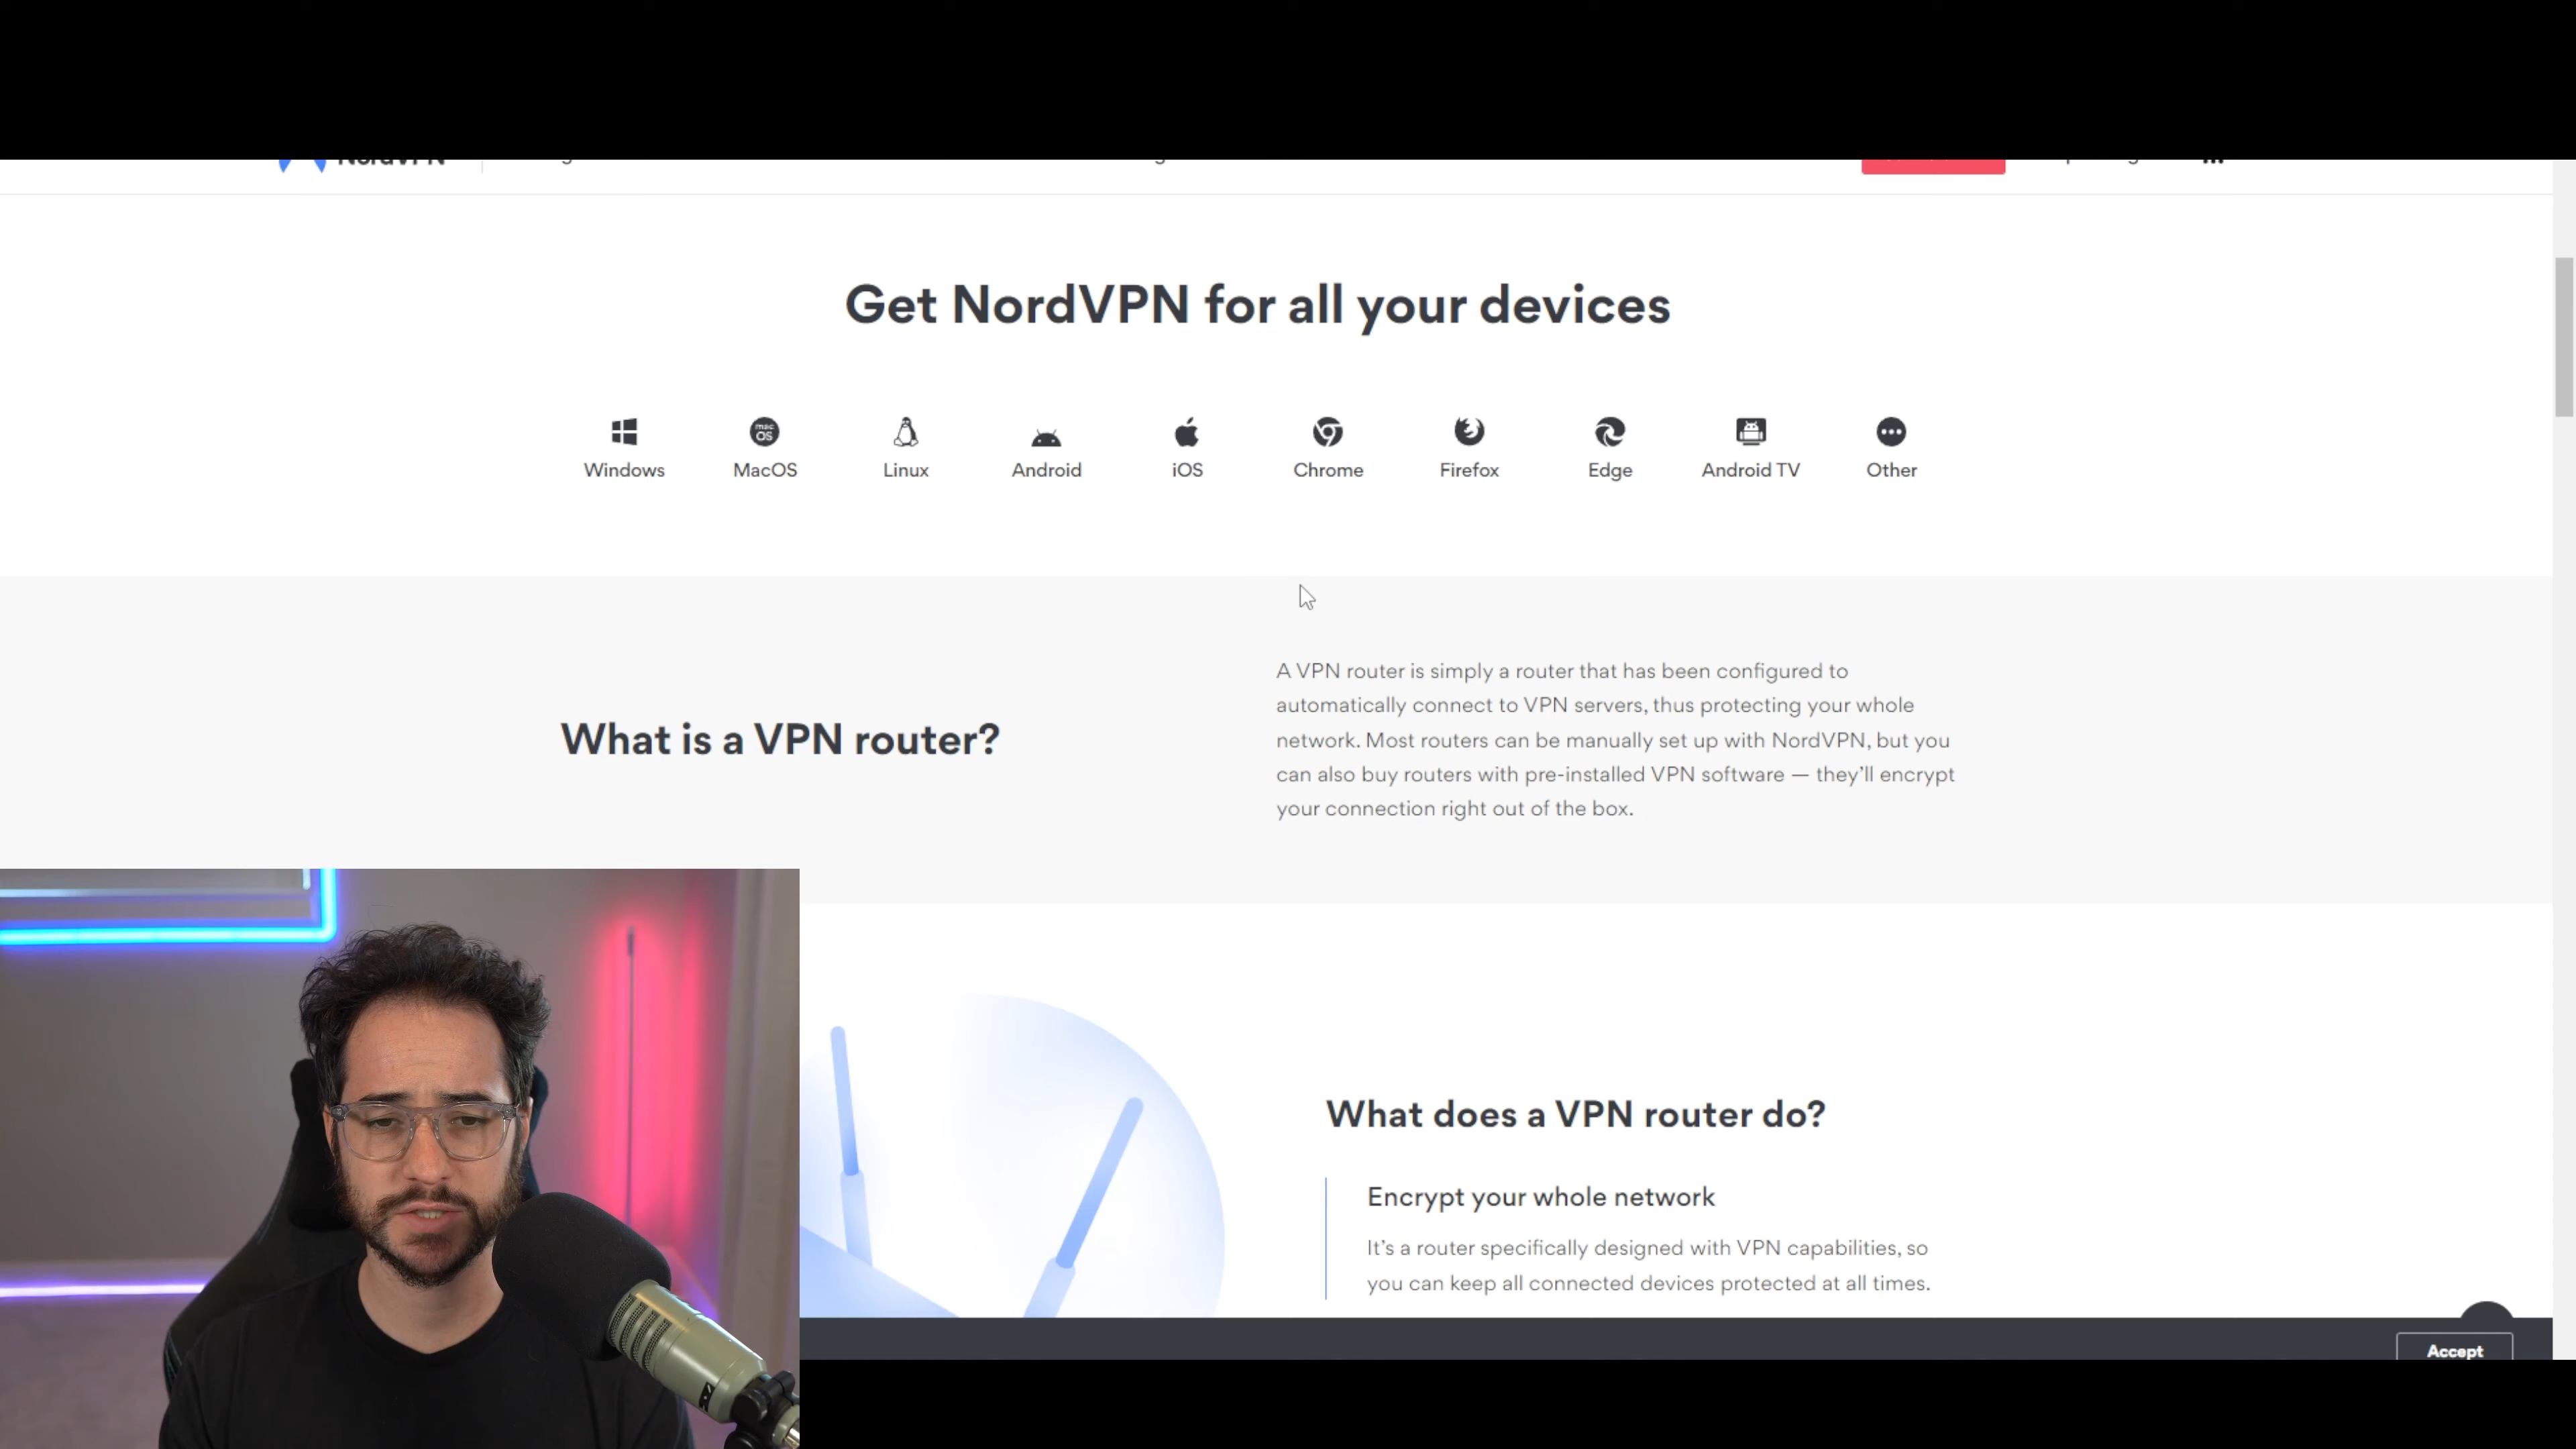 NordVPN
Get NordVPN for all your devices
mac
OS
Windows
MacOS
Linux
Android
iOS
Chrome
Firefox
Edge
Android TV
Other
What is a VPN router?
A VPN router is simply a router that has been configured to
automatically connect to VPN servers, thus protecting your whole
network. Most routers can be manually set up with NordVPN, but you
can also buy routers with pre-installed VPN software — they'll encrypt
your connection right out of the box.
What does a VPN router do?
Encrypt your whole network
It's a router specifically designed with VPN capabilities, so
you can keep all connected devices protected at all times.
Accept